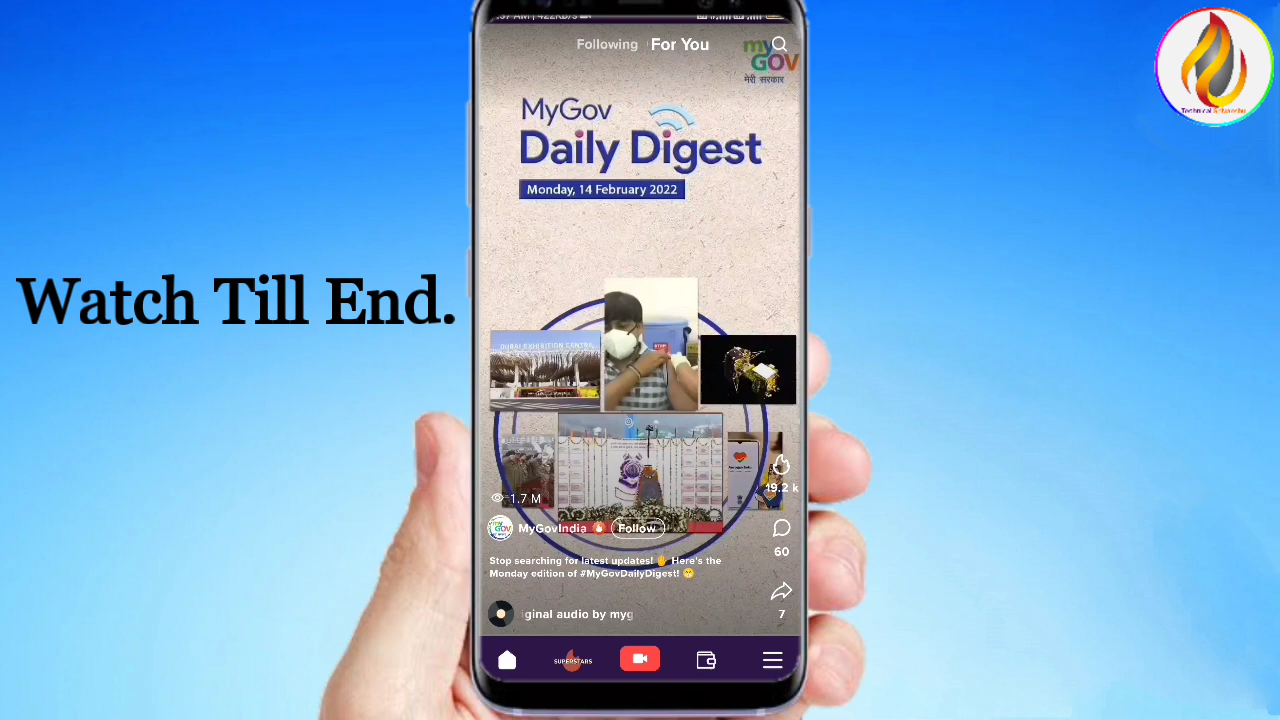 Following
For You
my
GOV
मेरी सरकार
MyGov
Daily Digest
Monday, 14 February 2022
Watch Till End.
DUBAI EXHIBITION CENTRE
1.7 M
19.2 k
MyGovIndia
Follow
60
Stop searching for latest updates! ✋ Here's the
Monday edition of #MyGovDailyDigest! 😁
iginal audio by myg
7
SUPERSTARS
Technical